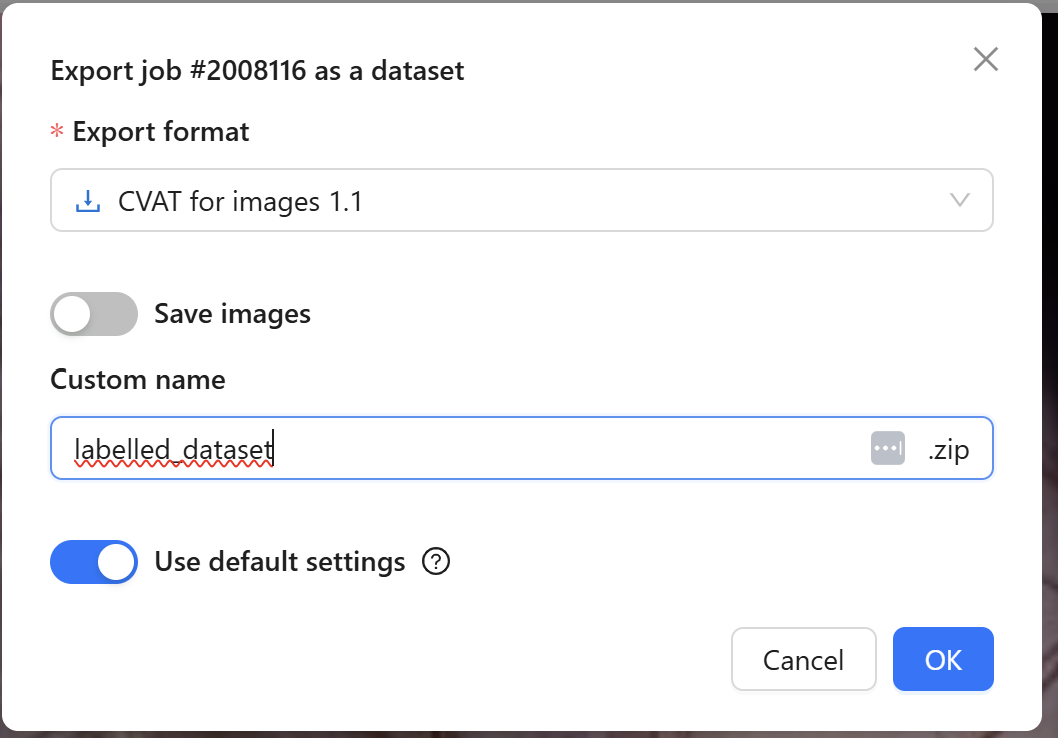 Export job #2008116 as a dataset
* Export format
CVAT for images 1.1
Save images
Custom name
labelled_dataset .zip
Use default settings ?
Cancel OK